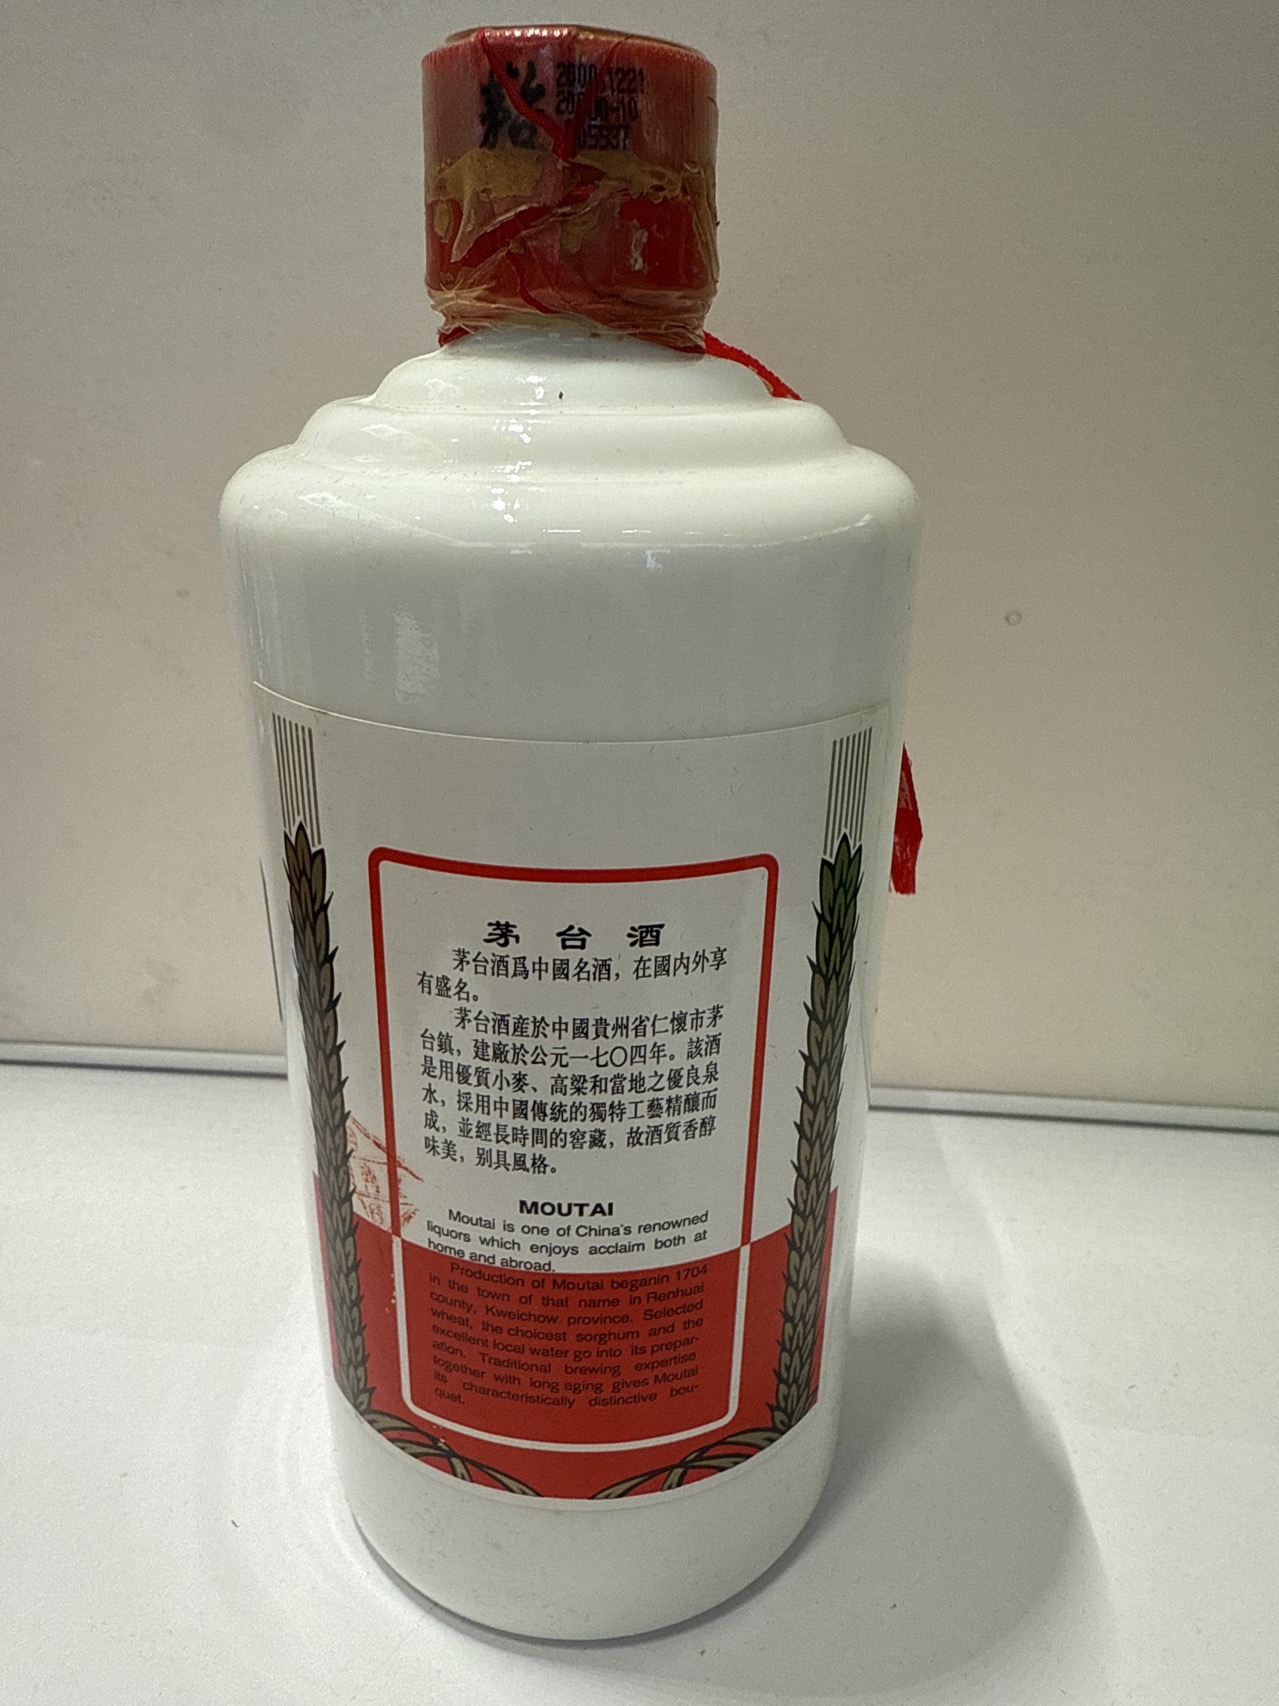 茅台
茅台酒
茅台酒爲中國名酒，在國内外享
有盛名。
茅台酒産於中國貴州省仁懷市茅
台鎮，建廠於公元一七〇四年。該酒
是用優質小麥、高粱和當地之優良泉
水，採用中國傳統的獨特工藝精釀而
成，並經長時間的窖藏，故酒質香醇
味美，别具風格。
MOUTAI
Moutai is one of China's renowned
liquors which enjoys acclaim both at
home and abroad.
Production of Moutai beganin 1704
in the town of that name in Renhuai
county, Kweichow province. Selected
wheat, the choicest sorghum and the
excellent local water go into its prepar-
ation. Traditional brewing expertise
together with long aging gives Moutai
its characteristically distinctive bou-
quet.